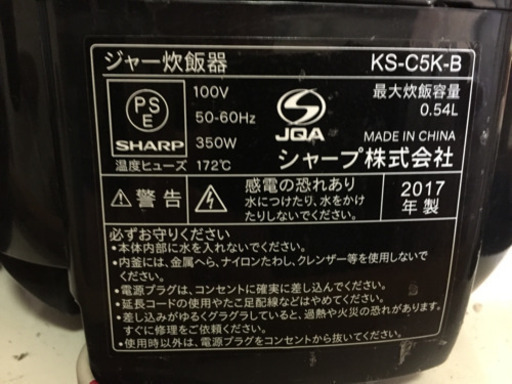 ジャー炊飯器 KS-C5K-B
PS
E
SHARP
100V
50-60Hz
350W
温度ヒューズ 172℃
JQA
最大炊飯容量
0.54L
MADE IN CHINA
シャープ株式会社
警告
感電の恐れあり
水につけたり、水をかけ
たりしないでください。
2017
年製
必ずお守りください
•本体内部に水を入れないでください。
•内釜には、金属へら、ナイロンたわし、クレンザー等を使用しない
でください。
•電源プラグは、コンセントに確実に差し込んでください。
•延長コードの使用やたこ足配線などはやめてください。
•差し込みがゆるくグラグラしていると、過熱や火災の恐れがあります。
すぐに修理をご依頼ください。
•使用時以外は、電源プラグをコンセントから抜いてください。